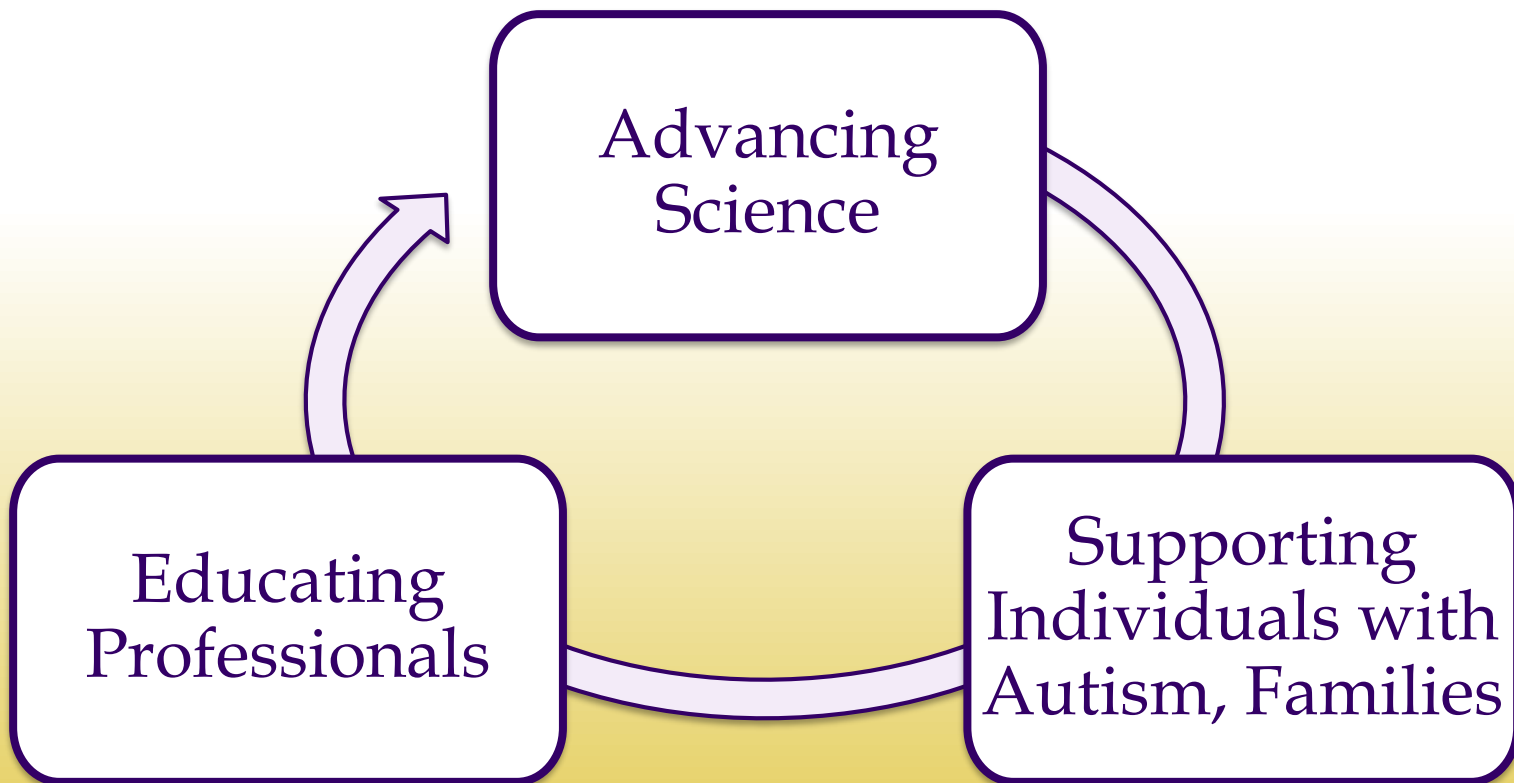 Advancing
Science
Supporting
Individuals with
Autism, Families
Educating
Professionals